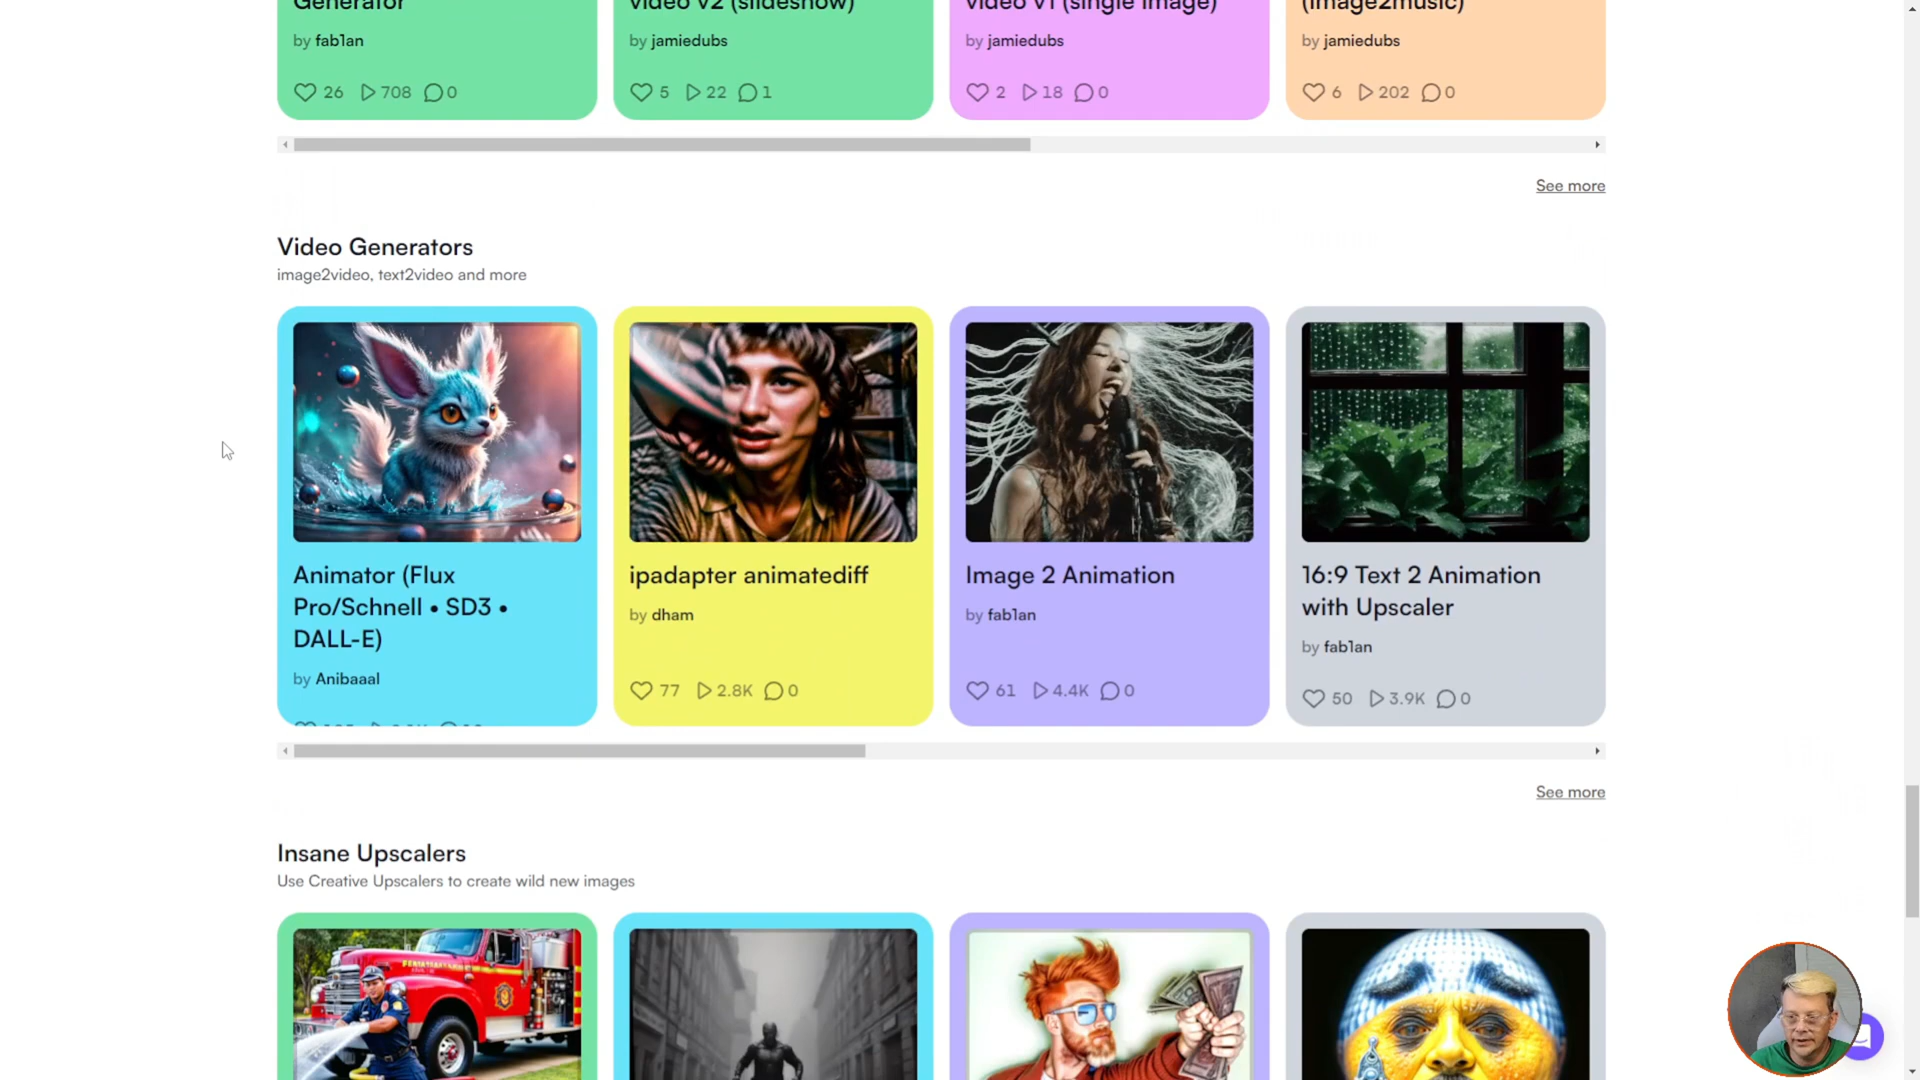 Generator
video v2 (slideshow)
video v1 (single image)
(image2music)
by fab1an
by jamiedubs
by jamiedubs
by jamiedubs
26 708 0
5 22 1
2 18 0
6 202 0
See more
Video Generators
image2video, text2video and more
Animator (Flux
Pro/Schnell • SD3 •
DALL-E)
by Anibaaal
ipadapter animatediff
by dham
77 2.8K 0
Image 2 Animation
by fab1an
61 4.4K 0
16:9 Text 2 Animation
with Upscaler
by fab1an
50 3.9K 0
See more
Insane Upscalers
Use Creative Upscalers to create wild new images